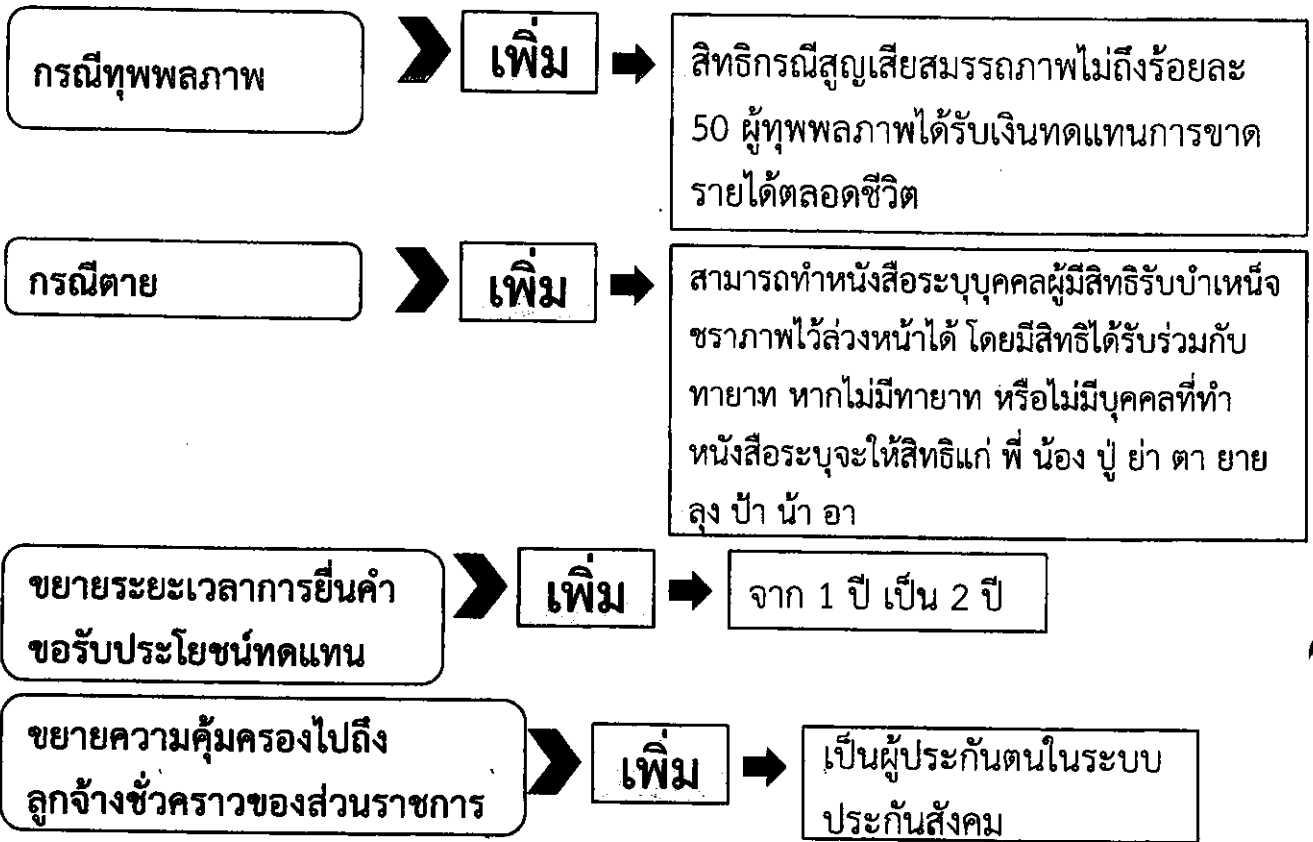 กรณีทุพพลภาพ
เพิ่ม
สิทธิกรณีสูญเสียสมรรถภาพไม่ถึงร้อยละ
50 ผู้ทุพพลภาพได้รับเงินทดแทนการขาด
รายได้ตลอดชีวิต
กรณีตาย
เพิ่ม
สามารถทำหนังสือระบุบุคคลผู้มีสิทธิรับบำเหน็จ
ชราภาพไว้ล่วงหน้าได้ โดยมีสิทธิได้รับร่วมกับ
ทายาท หากไม่มีทายาท หรือไม่มีบุคคลที่ทำ
หนังสือระบุจะให้สิทธิแก่ พี่ น้อง ปู่ ย่า ตา ยาย
ลุง ป้า น้า อา
ขยายระยะเวลาการยื่นคำ
ขอรับประโยชน์ทดแทน
เพิ่ม
จาก 1 ปี เป็น 2 ปี
ขยายความคุ้มครองไปถึง
ลูกจ้างชั่วคราวของส่วนราชการ
เพิ่ม
เป็นผู้ประกันตนในระบบ
ประกันสังคม